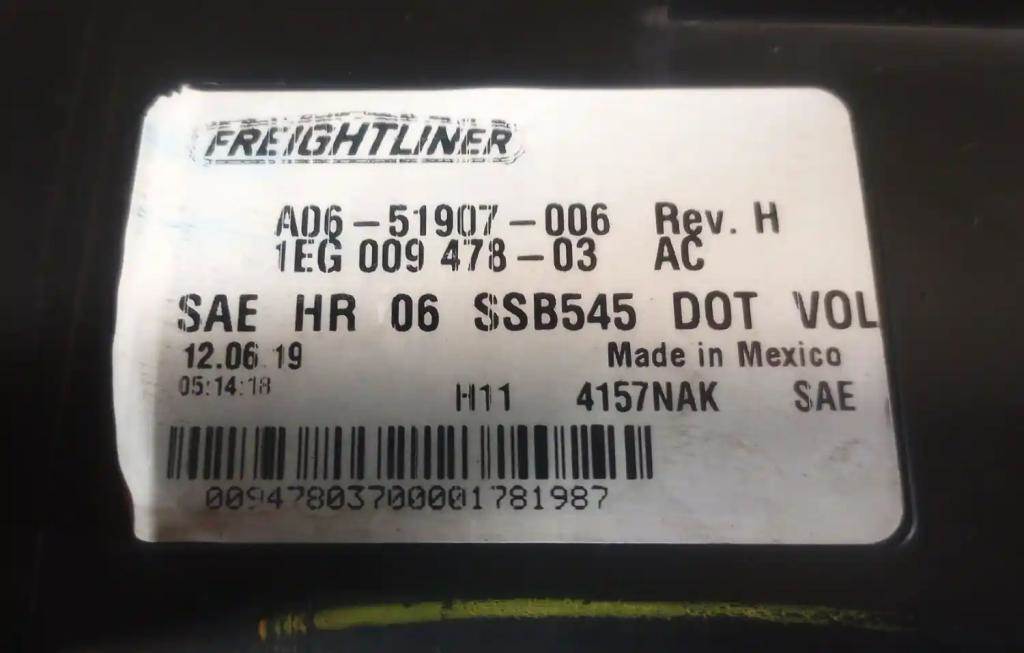 FREIGHTLINER
A06-51907-006 Rev. H
1EG 009 478-03 AC
SAE HR 06 SSB545 DOT VOL
12.06.19 Made in Mexico
05:14:18
H11 4157NAK SAE
00947803700001781987